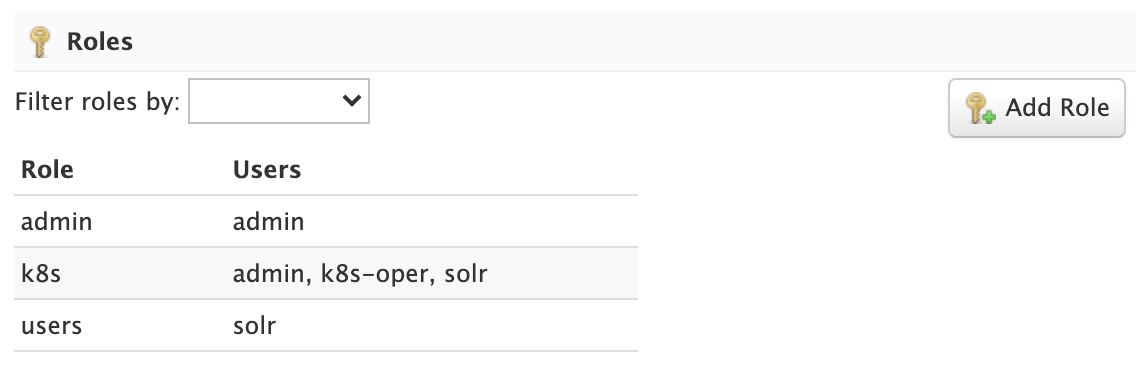 Roles
Filter roles by:
Add Role
Role Users
admin admin
k8s admin, k8s-oper, solr
users solr